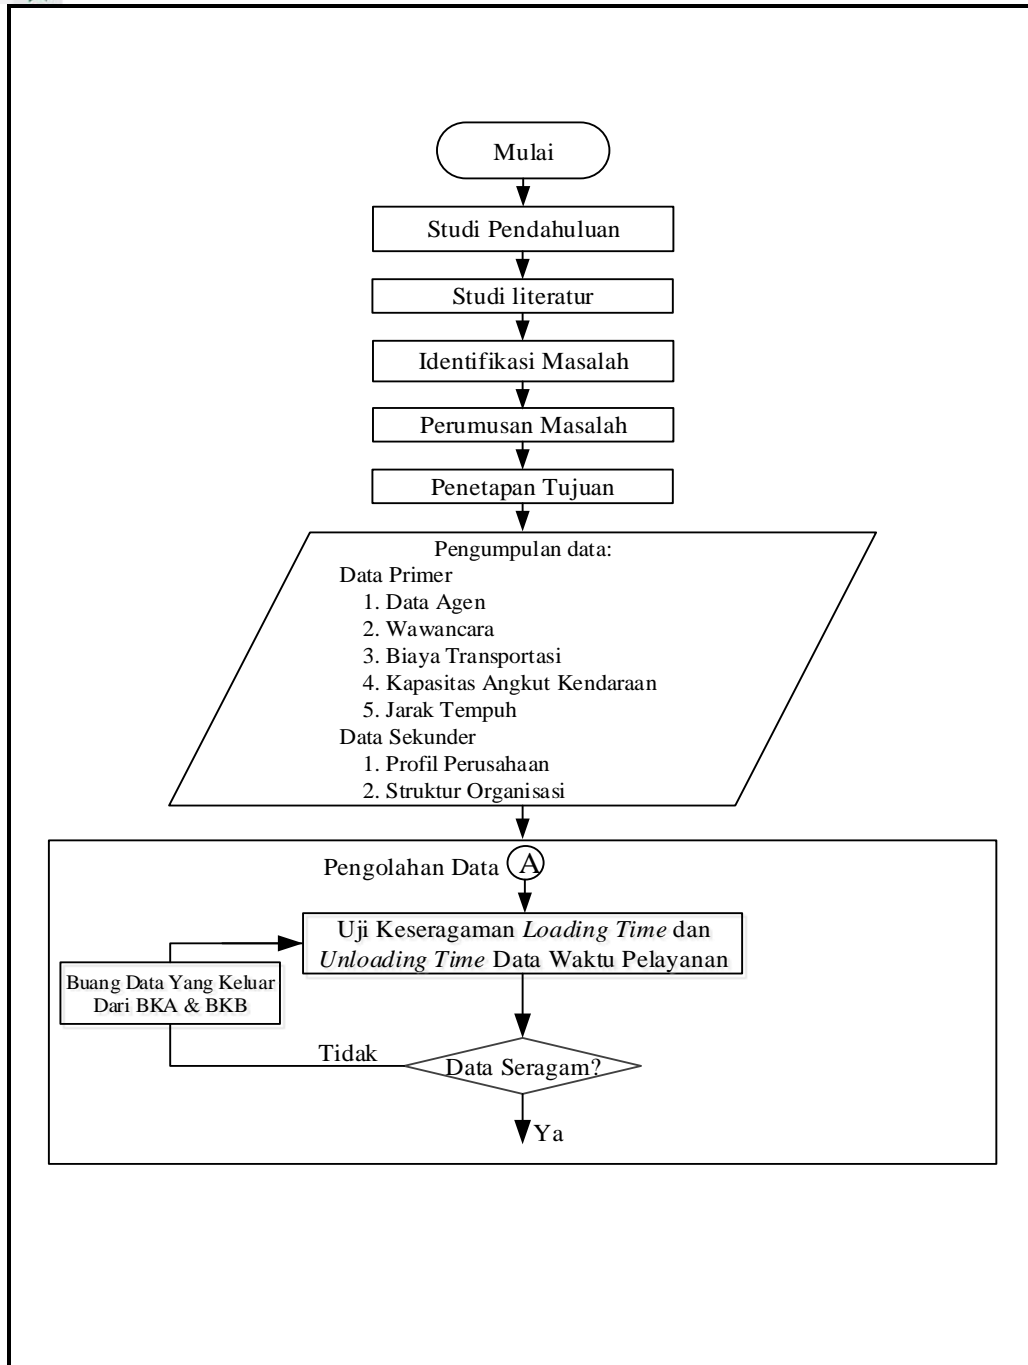 Mulai
Studi Pendahuluan
Studi literatur
Identifikasi Masalah
Perumusan Masalah
Penetapan Tujuan
Pengumpulan data:
Data Primer
1. Data Agen
2. Wawancara
3. Biaya Transportasi
4. Kapasitas Angkut Kendaraan
5. Jarak Tempuh
Data Sekunder
1. Profil Perusahaan
2. Struktur Organisasi
Pengolahan Data
A
Uji Keseragaman Loading Time dan
Unloading Time Data Waktu Pelayanan
Buang Data Yang Keluar
Dari BKA & BKB
Tidak
Data Seragam?
Ya